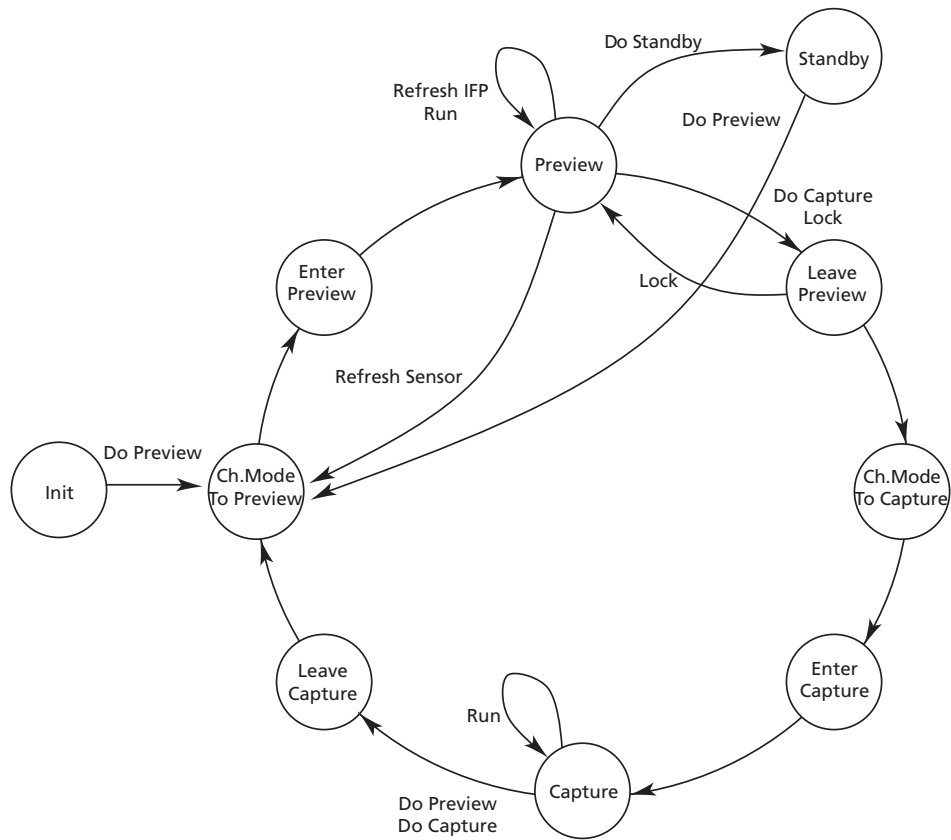 Do Standby
Standby
Refresh IFP
Run
Do Preview
Preview
Do Capture
Lock
Enter
Preview
Lock
Leave
Preview
Refresh Sensor
Do Preview
Init
Ch.Mode
To Preview
Ch.Mode
To Capture
Leave
Capture
Enter
Capture
Run
Capture
Do Preview
Do Capture